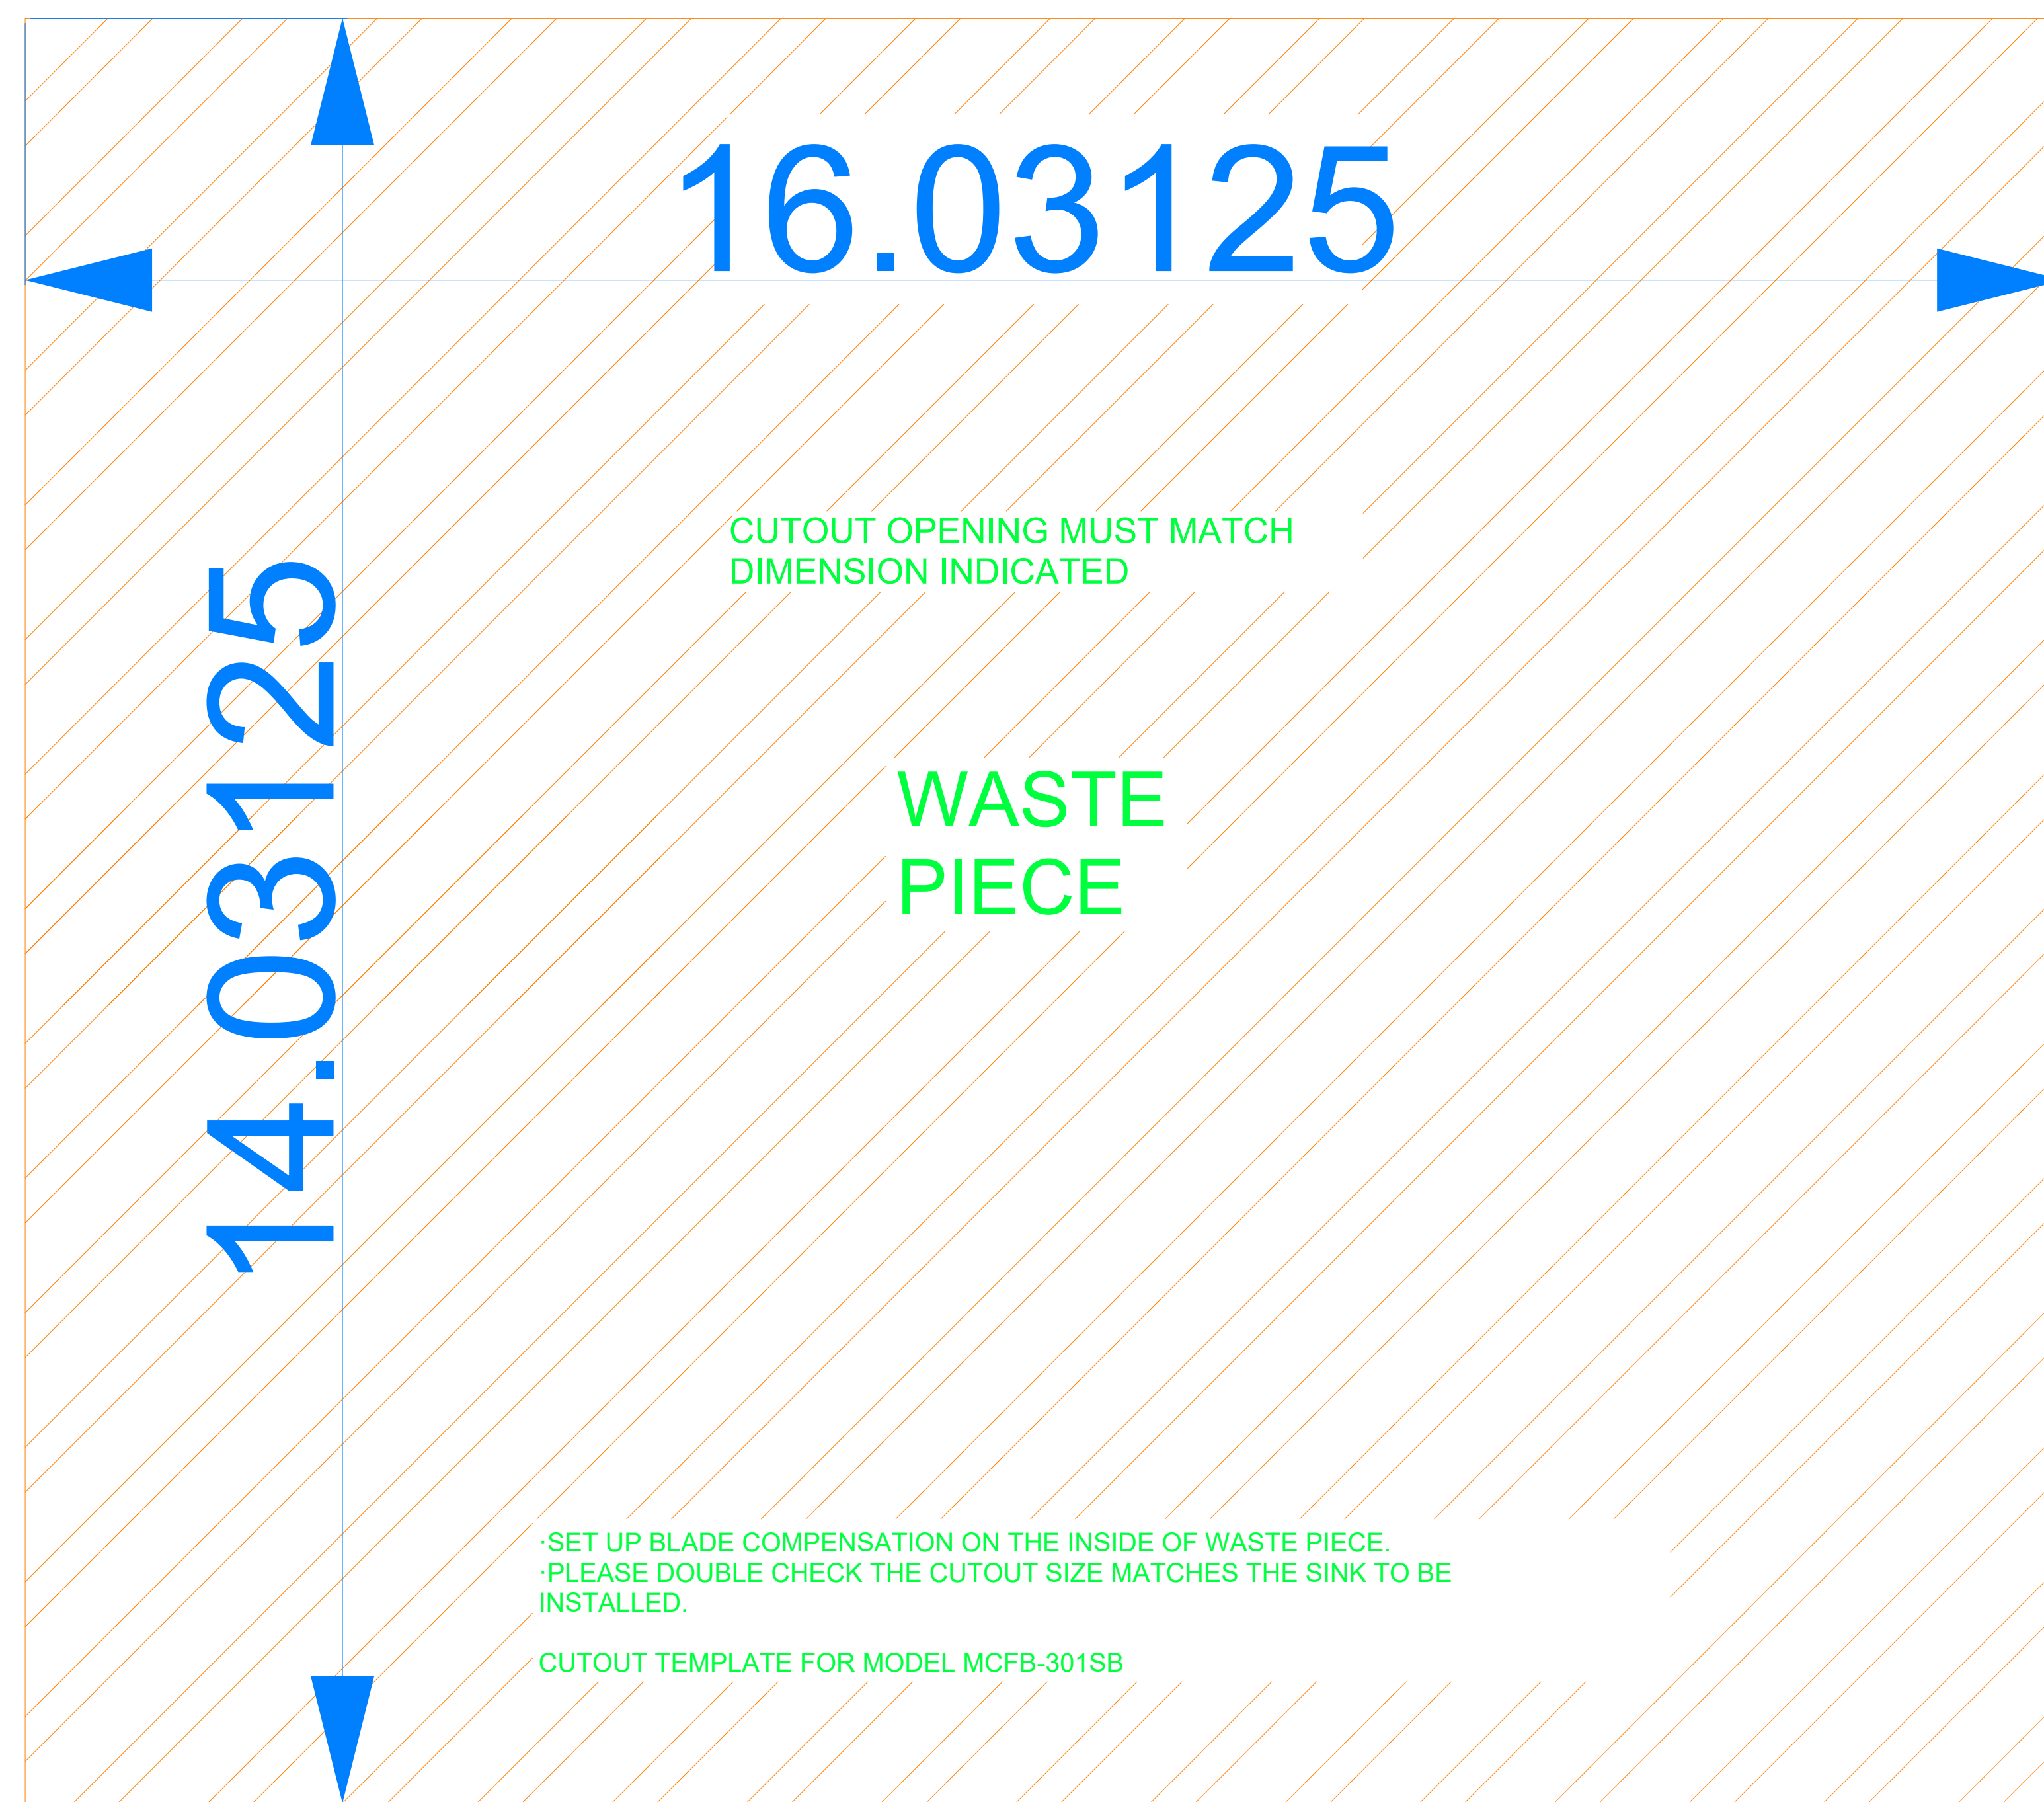 16.03125
CUTOUT OPENING MUST MATCH
DIMENSION INDICATED
14.03125
WASTE
PIECE
·SET UP BLADE COMPENSATION ON THE INSIDE OF WASTE PIECE.
·PLEASE DOUBLE CHECK THE CUTOUT SIZE MATCHES THE SINK TO BE
INSTALLED.
CUTOUT TEMPLATE FOR MODEL MCFB-301SB